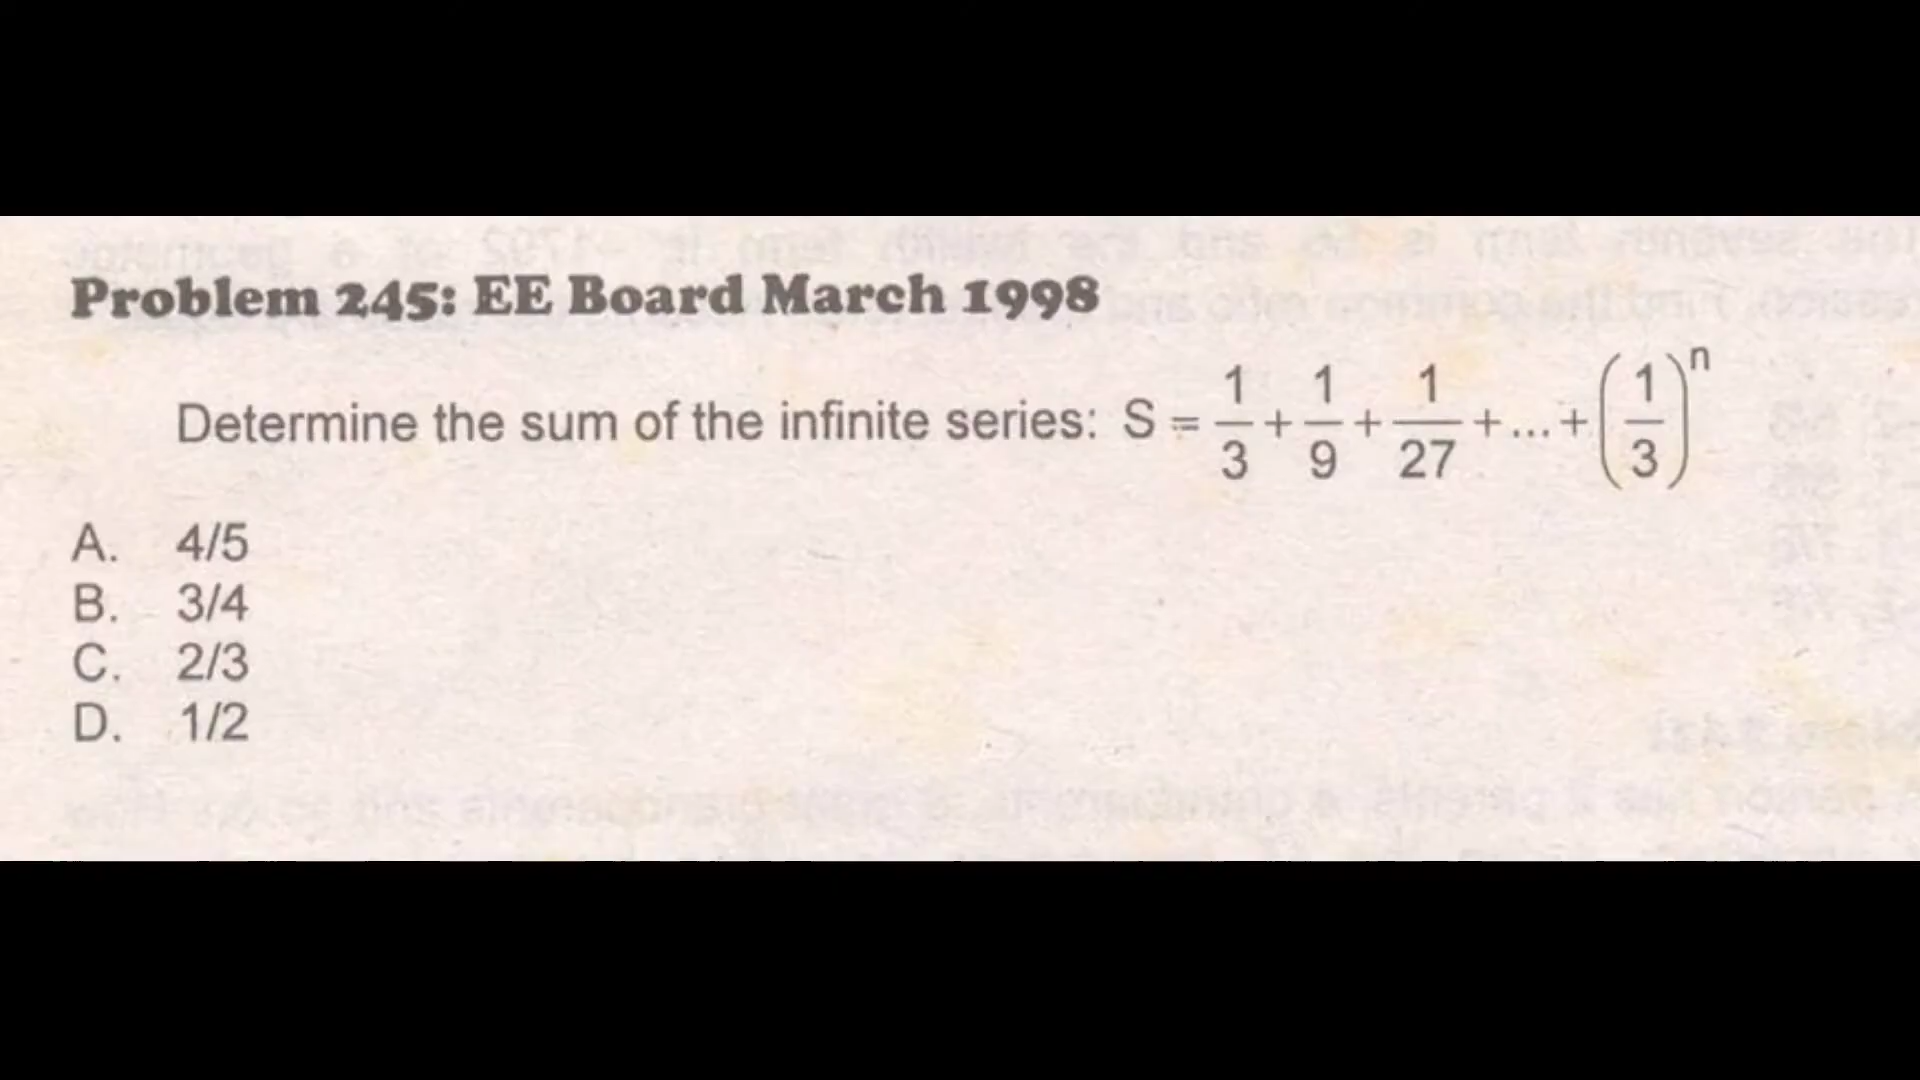 Problem 245: EE Board March 1998
Determine the sum of the infinite series: S = 1/3 + 1/9 + 1/27 + ... + (1/3)^n
A. 4/5
B. 3/4
C. 2/3
D. 1/2